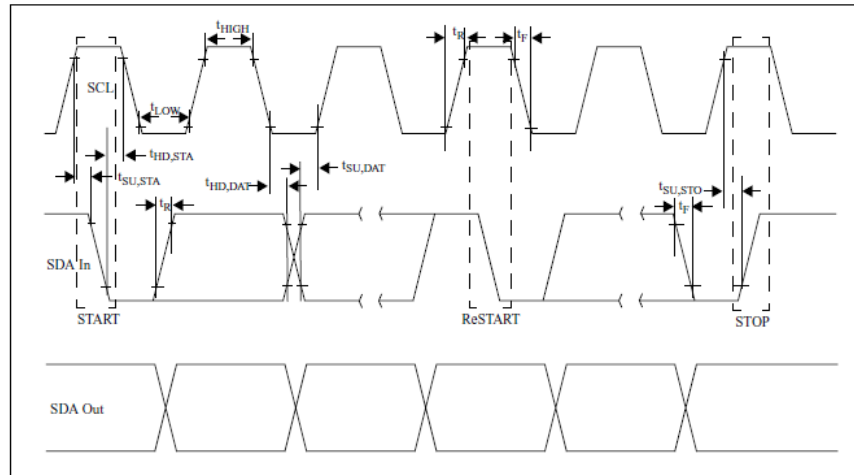 tHIGH
tR
tF
SCL
tLOW
tHD,STA
tSU,DAT
tSU,STA
tHD,DAT
tSU,STO
tR
tF
SDA In
START
ReSTART
STOP
SDA Out